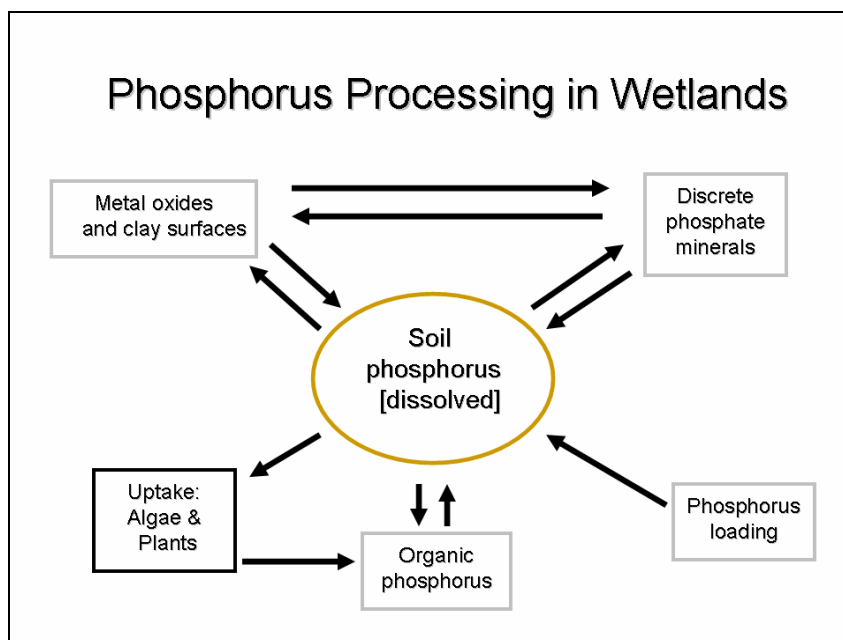 Phosphorus Processing in Wetlands
Metal oxides
and clay surfaces
Discrete
phosphate
minerals
Soil
phosphorus
[dissolved]
Uptake:
Algae &
Plants
Organic
phosphorus
Phosphorus
loading